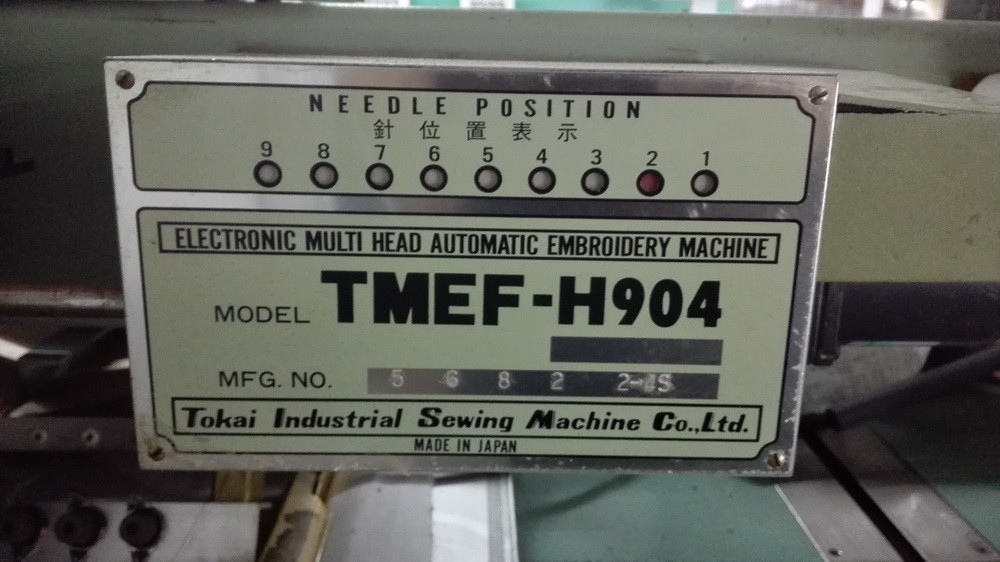 NEEDLE POSITION
針位置表示
9 8 7 6 5 4 3 2 1
ELECTRONIC MULTI HEAD AUTOMATIC EMBROIDERY MACHINE
MODEL TMEF-H904
MFG. NO. 5 6 8 2 2-4S
Tokai Industrial Sewing Machine Co.,Ltd.
MADE IN JAPAN